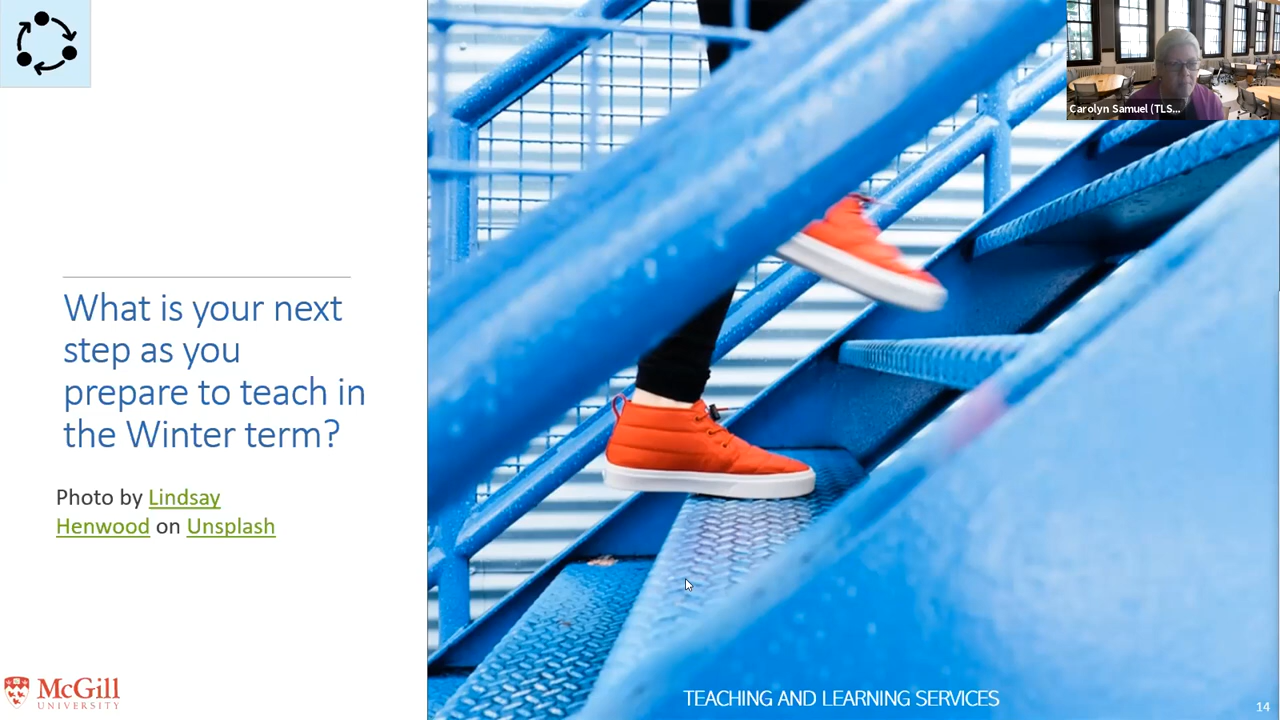 Carolyn Samuel (TLS...
What is your next
step as you
prepare to teach in
the Winter term?
Photo by Lindsay
Henwood on Unsplash
McGill
UNIVERSITY
TEACHING AND LEARNING SERVICES
14